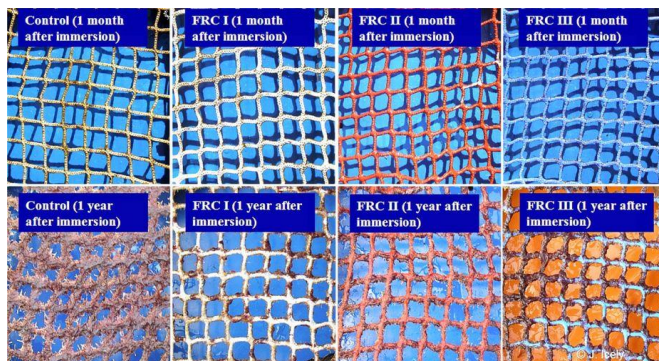 Control (1 month
after immersion)
FRC I (1 month
after immersion)
FRC II (1 month
after immersion)
FRC III (1 month
after immersion)
Control (1 year
after immersion)
FRC I (1 year after
immersion)
FRC II (1 year after
immersion)
FRC III (1 year after
immersion)
Icely